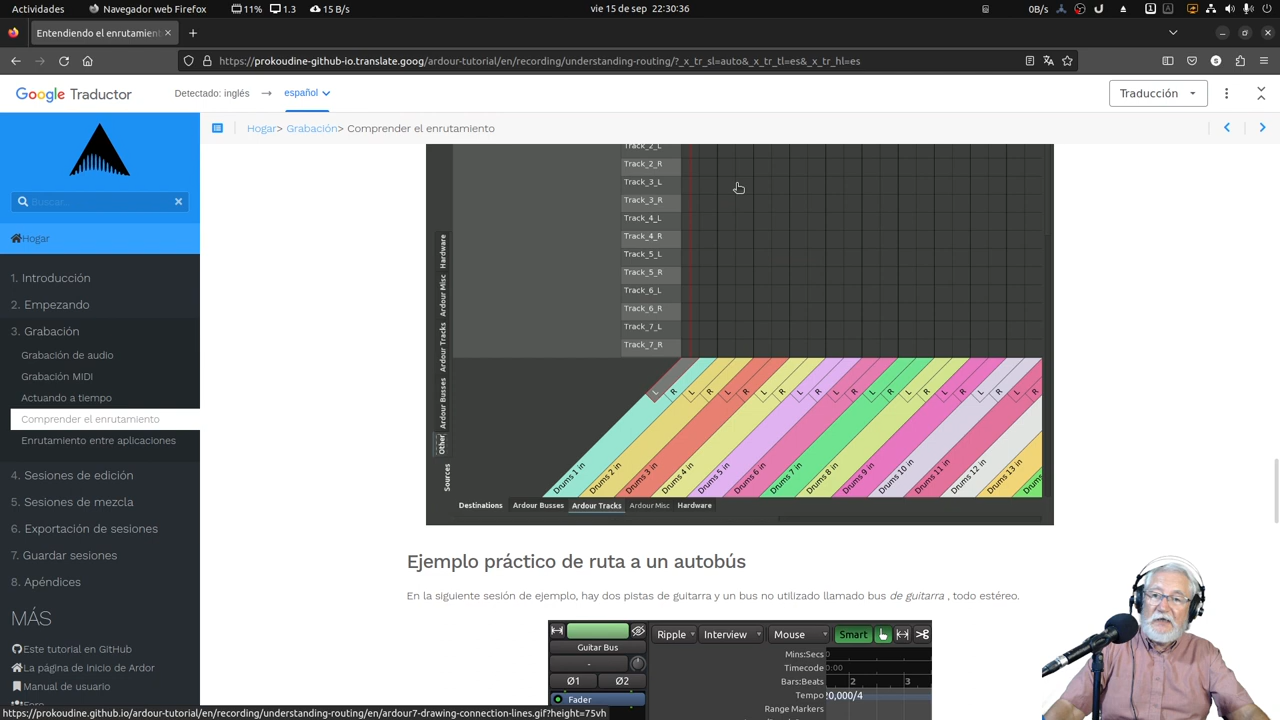 Actividades
Navegador web Firefox
11%
1.3
15 B/s
vie 15 de sep 22:30:36
0B/s
Entendiendo el enrutamient
https://prokoudine-github-io.translate.goog/ardour-tutorial/en/recording/understanding-routing/?_x_tr_sl=auto&_x_tr_tl=es&_x_tr_hl=es
Google Traductor
Detectado: inglés
español
Traducción
Hogar> Grabación> Comprender el enrutamiento
Buscar...
Hogar
1. Introducción
2. Empezando
3. Grabación
Grabación de audio
Grabación MIDI
Actuando a tiempo
Comprender el enrutamiento
Enrutamiento entre aplicaciones
4. Sesiones de edición
5. Sesiones de mezcla
6. Exportación de sesiones
7. Guardar sesiones
8. Apéndices
MÁS
Este tutorial en GitHub
La página de inicio de Ardor
Manual de usuario
Foro
Track_2_L
Track_2_R
Track_3_L
Track_3_R
Track_4_L
Track_4_R
Track_5_L
Track_5_R
Track_6_L
Track_6_R
Track_7_L
Track_7_R
Hardware
Ardour Misc
Ardour Tracks
Ardour Busses
Other
Sources
L R L R L R L R L R L R L R L R L R L R
Drums 1 in
Drums 2 in
Drums 3 in
Drums 4 in
Drums 5 in
Drums 6 in
Drums 7 in
Drums 8 in
Drums 9 in
Drums 10 in
Drums 11 in
Drums 12 in
Drums 13 in
Destinations
Ardour Busses
Ardour Tracks
Ardour Misc
Hardware
Ejemplo práctico de ruta a un autobús
En la siguiente sesión de ejemplo, hay dos pistas de guitarra y un bus no utilizado llamado bus de guitarra , todo estéreo.
Guitar Bus
-
Ø1
Ø2
Fader
Ripple
Interview
Mouse
Smart
Mins:Secs
Timecode
Bars:Beats
2
3
Tempo
Range Markers
https://prokoudine.github.io/ardour-tutorial/en/recording/understanding-routing/en/ardour7-drawing-connection-lines.gif?height=75vh